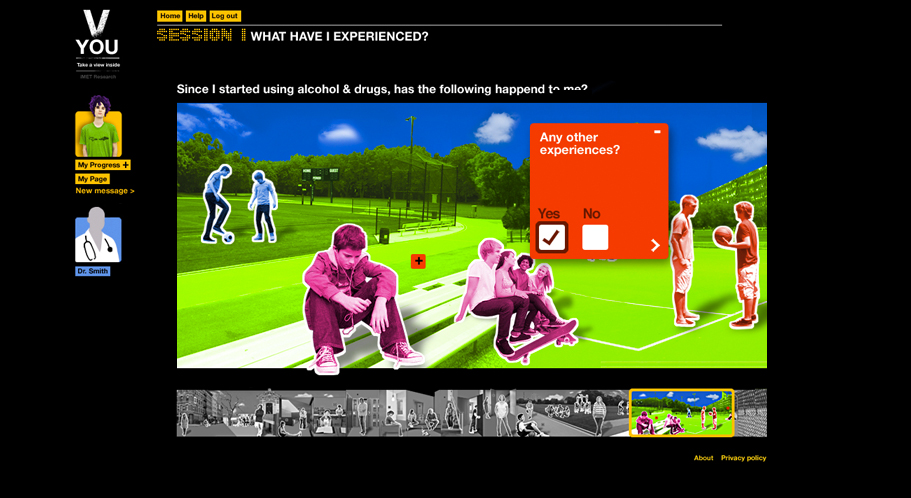 V
YOU
Take a view inside
iMET Research
Home Help Log out
SESSION 1 WHAT HAVE I EXPERIENCED?
Since I started using alcohol & drugs, has the following happend to me?
My Progress +
My Page
New message >
Dr. Smith
Any other
experiences?
Yes No
About Privacy policy